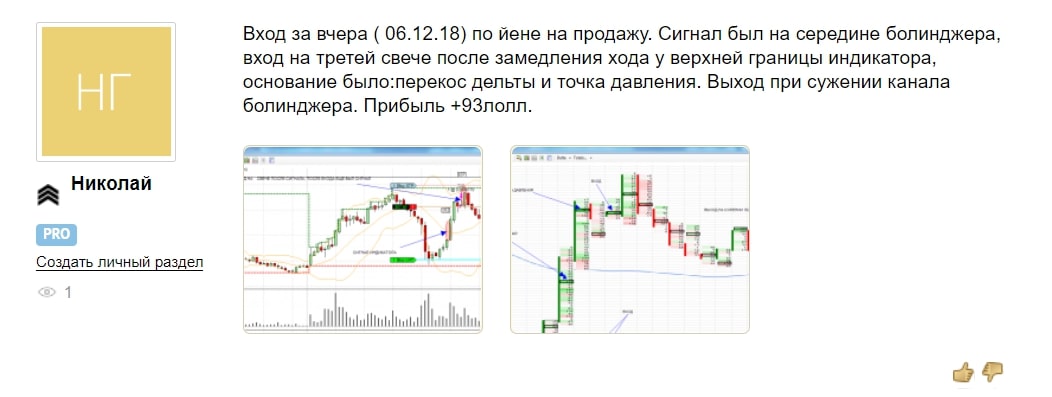 НГ
Николай
PRO
Создать личный раздел
1
Вход за вчера ( 06.12.18) по йене на продажу. Сигнал был на середине болинджера,
вход на третей свече после замедления хода у верхней границы индикатора,
основание было:перекос дельты и точка давления. Выход при сужении канала
болинджера. Прибыль +93лолл.
ВХОД
ВХОД